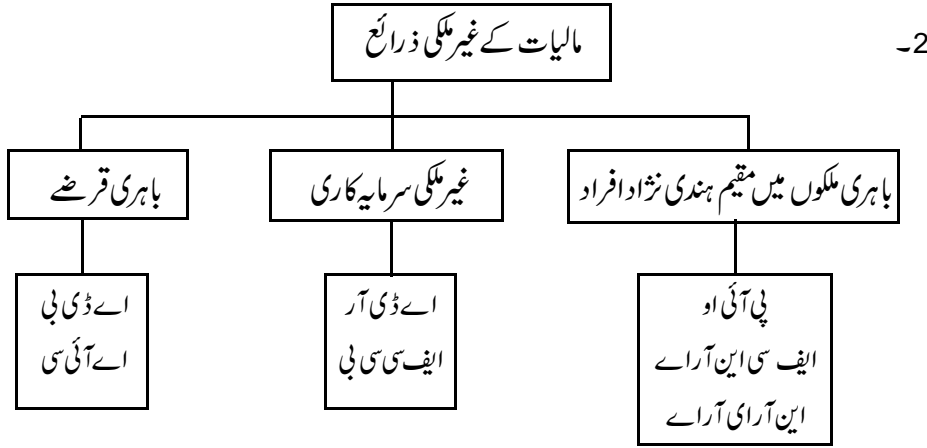 2۔
مالیات کے غیر ملکی ذرائع
باہری ملکوں میں مقیم ہندی نژاد افراد
غیر ملکی سرمایہ کاری
باہری قرضے
پی آئی او
ایف سی این آر اے
این آر ای آر اے
اے ڈی آر
ایف سی سی بی
اے ڈی بی
اے آئی سی